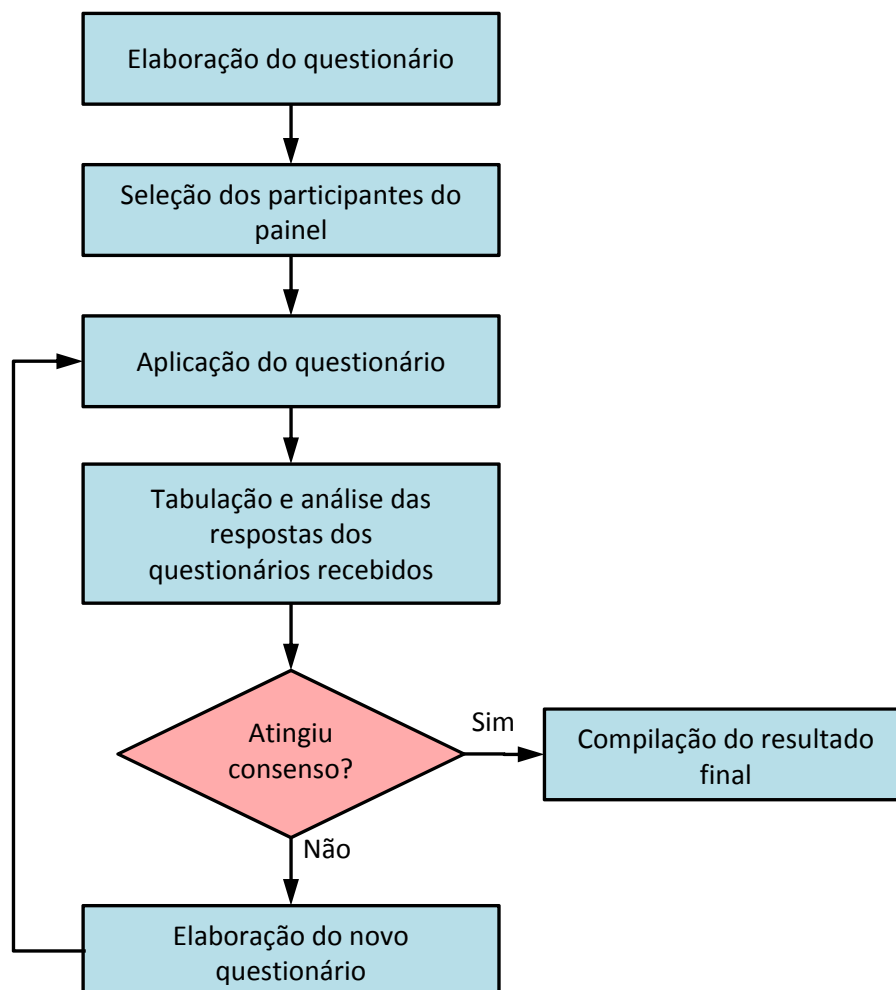 Elaboração do questionário
Seleção dos participantes do
painel
Aplicação do questionário
Tabulação e análise das
respostas dos
questionários recebidos
Atingiu
consenso?
Sim
Compilação do resultado
final
Não
Elaboração do novo
questionário